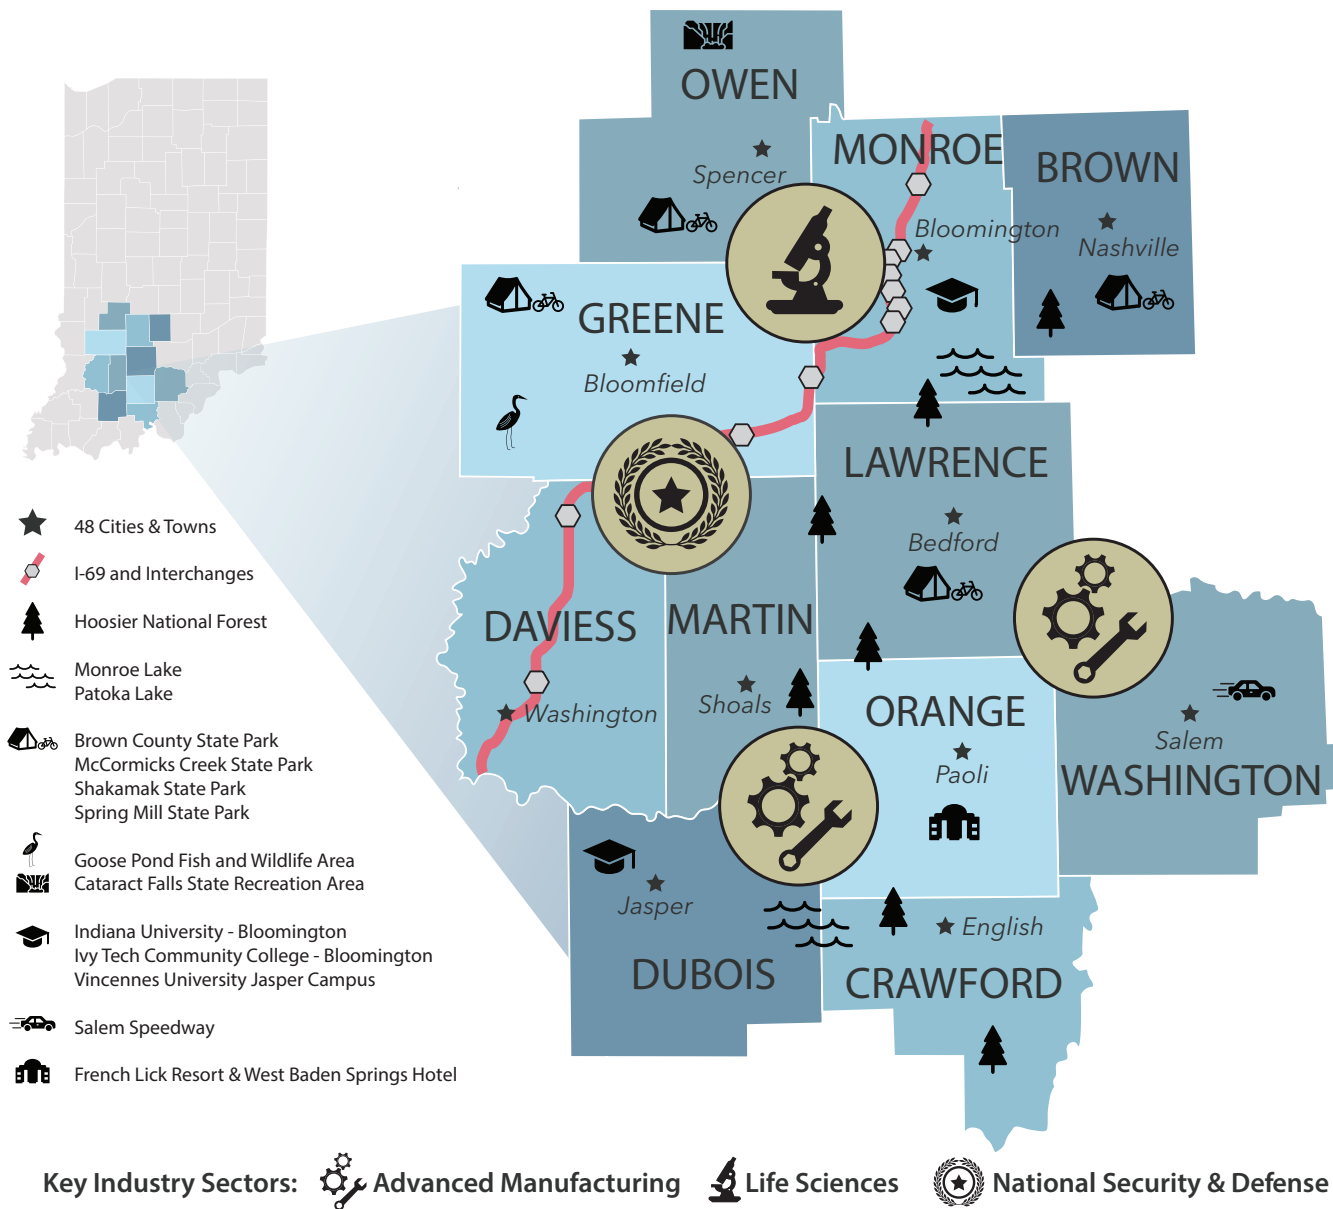 OWEN
Spencer
MONROE
Bloomington
BROWN
Nashville
GREENE
Bloomfield
LAWRENCE
Bedford
DAVIESS
Washington
MARTIN
Shoals
ORANGE
Paoli
Salem
WASHINGTON
Jasper
DUBOIS
English
CRAWFORD
48 Cities & Towns
I-69 and Interchanges
Hoosier National Forest
Monroe Lake
Patoka Lake
Brown County State Park
McCormicks Creek State Park
Shakamak State Park
Spring Mill State Park
Goose Pond Fish and Wildlife Area
Cataract Falls State Recreation Area
Indiana University - Bloomington
Ivy Tech Community College - Bloomington
Vincennes University Jasper Campus
Salem Speedway
French Lick Resort & West Baden Springs Hotel
Key Industry Sectors: Advanced Manufacturing Life Sciences National Security & Defense